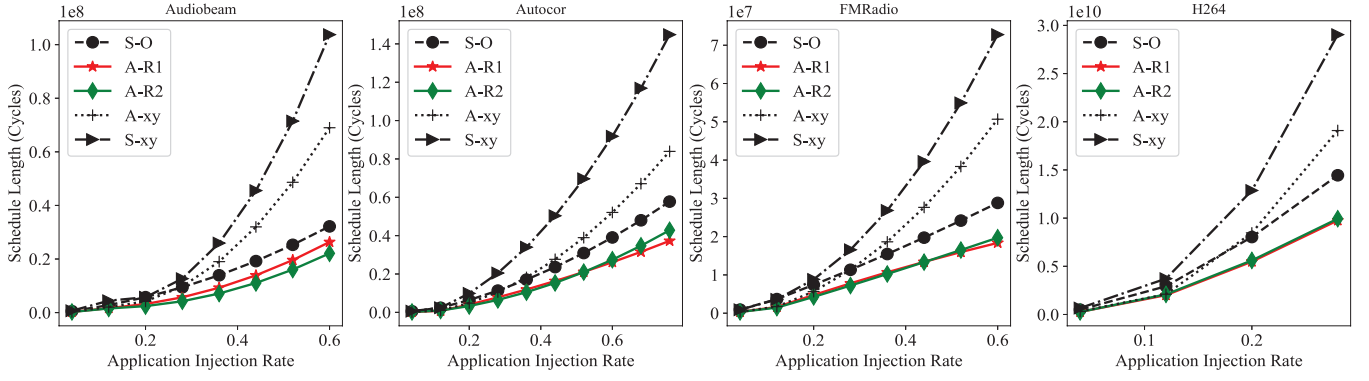 Audiobeam
1e8
Schedule Length (Cycles)
1.0
0.8
0.6
0.4
0.2
0.0
S-O
A-R1
A-R2
A-xy
S-xy
0.2 0.4 0.6
Application Injection Rate
Autocor
1e8
Schedule Length (Cycles)
1.4
1.2
1.0
0.8
0.6
0.4
0.2
0.0
S-O
A-R1
A-R2
A-xy
S-xy
0.2 0.4 0.6
Application Injection Rate
FMRadio
1e7
Schedule Length (Cycles)
7
6
5
4
3
2
1
0
S-O
A-R1
A-R2
A-xy
S-xy
0.2 0.4 0.6
Application Injection Rate
H264
1e10
Schedule Length (Cycles)
3.0
2.5
2.0
1.5
1.0
0.5
0.0
S-O
A-R1
A-R2
A-xy
S-xy
0.1 0.2
Application Injection Rate